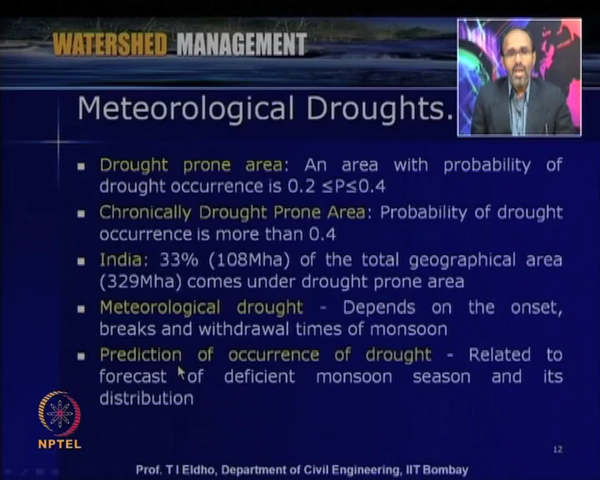 WATERSHED MANAGEMENT
Meteorological Droughts.
▪ Drought prone area: An area with probability of
drought occurrence is 0.2 ≤P≤0.4
▪ Chronically Drought Prone Area: Probability of drought
occurrence is more than 0.4
▪ India: 33% (108Mha) of the total geographical area
(329Mha) comes under drought prone area
▪ Meteorological drought - Depends on the onset,
breaks and withdrawal times of monsoon
▪ Prediction of occurrence of drought - Related to
forecast of deficient monsoon season and its
distribution
NPTEL
12
Prof. T I Eldho, Department of Civil Engineering, IIT Bombay